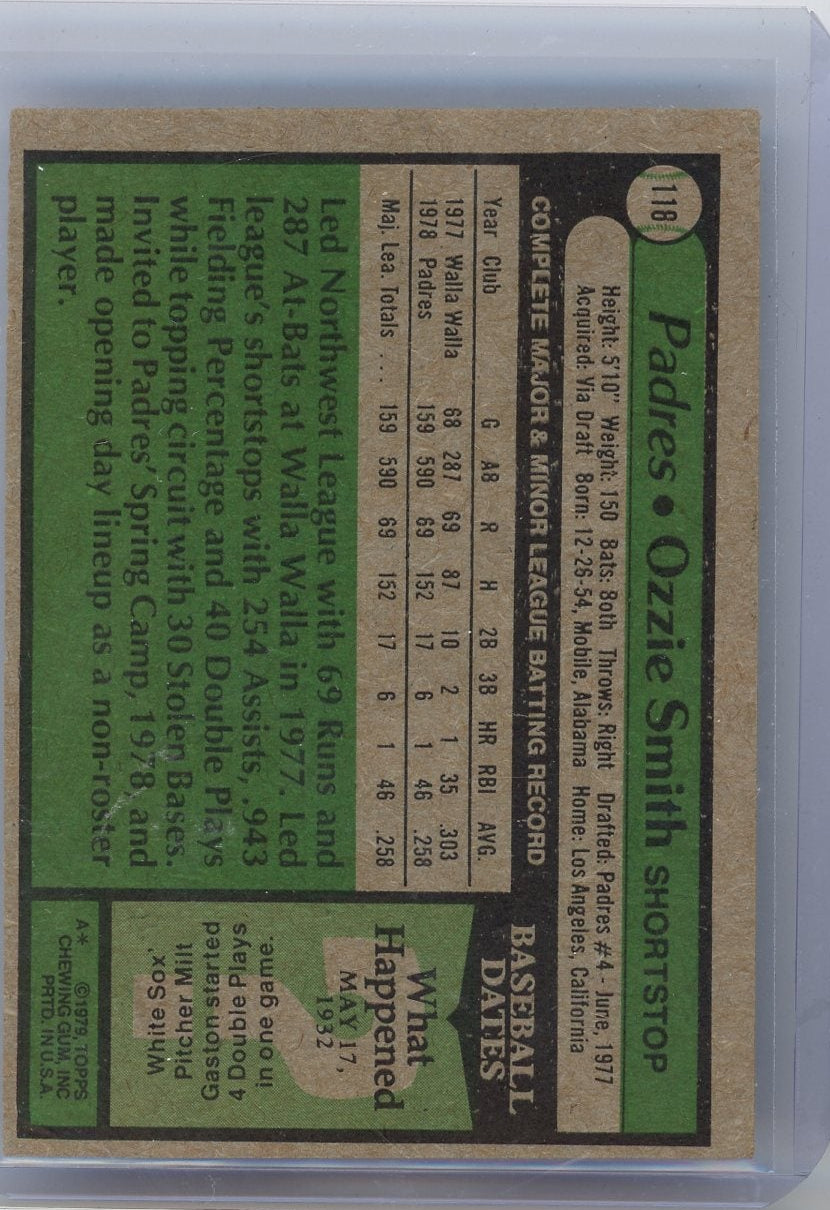 118
Padres • Ozzie Smith SHORTSTOP
Height: 5'10" Weight: 150 Bats: Both Throws: Right Drafted: Padres #4 - June, 1977
Acquired: Via Draft Born: 12-26-54, Mobile, Alabama Home: Los Angeles, California
COMPLETE MAJOR & MINOR LEAGUE BATTING RECORD
Year Club G AB R H 2B 3B HR RBI AVG.
1977 Walla Walla 68 287 69 87 10 2 1 35 .303
1978 Padres 159 590 69 152 17 6 1 46 .258
Maj. Lea. Totals ... 159 590 69 152 17 6 1 46 .258
Led Northwest League with 69 Runs and
287 At-Bats at Walla Walla in 1977. Led
league's shortstops with 254 Assists, .943
Fielding Percentage and 40 Double Plays
while topping circuit with 30 Stolen Bases.
Invited to Padres' Spring Camp, 1978, and
made opening day lineup as a non-roster
player.
BASEBALL
DATES
What
Happened
MAY 17,
1932
White Sox'
Pitcher Milt
Gaston started
4 Double Plays
in one game.
A* ©1979, TOPPS
CHEWING GUM, INC
PRTD. IN U.S.A.